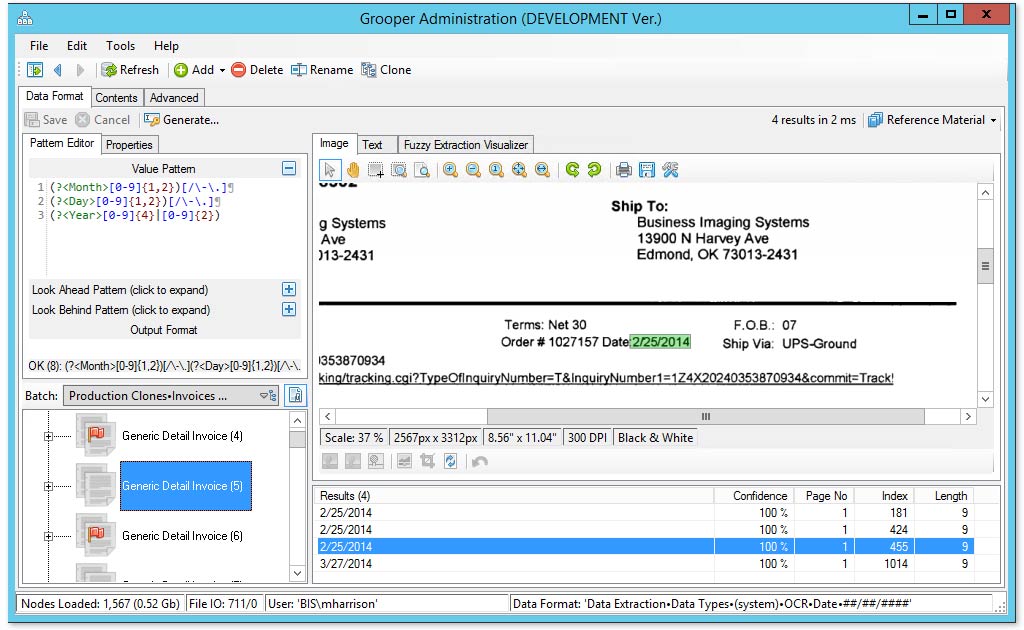 Grooper Administration (DEVELOPMENT Ver.)
File Edit Tools Help
Refresh Add Delete Rename Clone
Data Format Contents Advanced
Save Cancel Generate... 4 results in 2 ms Reference Material
Pattern Editor Properties
Value Pattern
1 (?<Month>[0-9]{1,2})[/\-\.]¶
2 (?<Day>[0-9]{1,2})[/\-\.]¶
3 (?<Year>[0-9]{4}|[0-9]{2})
Look Ahead Pattern (click to expand)
Look Behind Pattern (click to expand)
Output Format
OK (8): (?<Month>[0-9]{1,2})[/\-\.](?<Day>[0-9]{1,2})[/\-\.
Batch: Production Clones•Invoices ...
Generic Detail Invoice (4)
Generic Detail Invoice (5)
Generic Detail Invoice (6)
Image Text Fuzzy Extraction Visualizer
Ship To:
g Systems Business Imaging Systems
Ave 13900 N Harvey Ave
013-2431 Edmond, OK 73013-2431
Terms: Net 30 F.O.B.: 07
Order # 1027157 Date: 2/25/2014 Ship Via: UPS-Ground
0353870934
king/tracking.cgi?TypeOfInquiryNumber=T&InquiryNumber1=1Z4X20240353870934&commit=Track!
Scale: 37 % 2567px x 3312px 8.56" x 11.04" 300 DPI Black & White
Results (4) Confidence Page No Index Length
2/25/2014 100 % 1 181 9
2/25/2014 100 % 1 424 9
2/25/2014 100 % 1 455 9
3/27/2014 100 % 1 1014 9
Nodes Loaded: 1,567 (0.52 Gb) File IO: 711/0 User: 'BIS\mharrison' Data Format: 'Data Extraction•Data Types•(system)•OCR•Date•##/##/####'